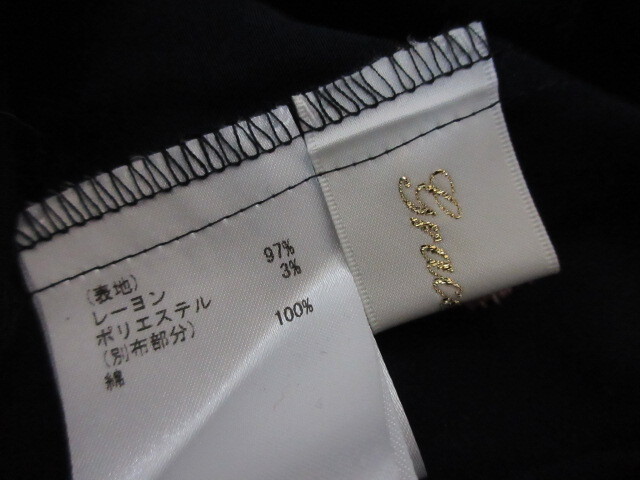 (表地)
レーヨン 97%
ポリエステル 3%
(別布部分)
綿 100%